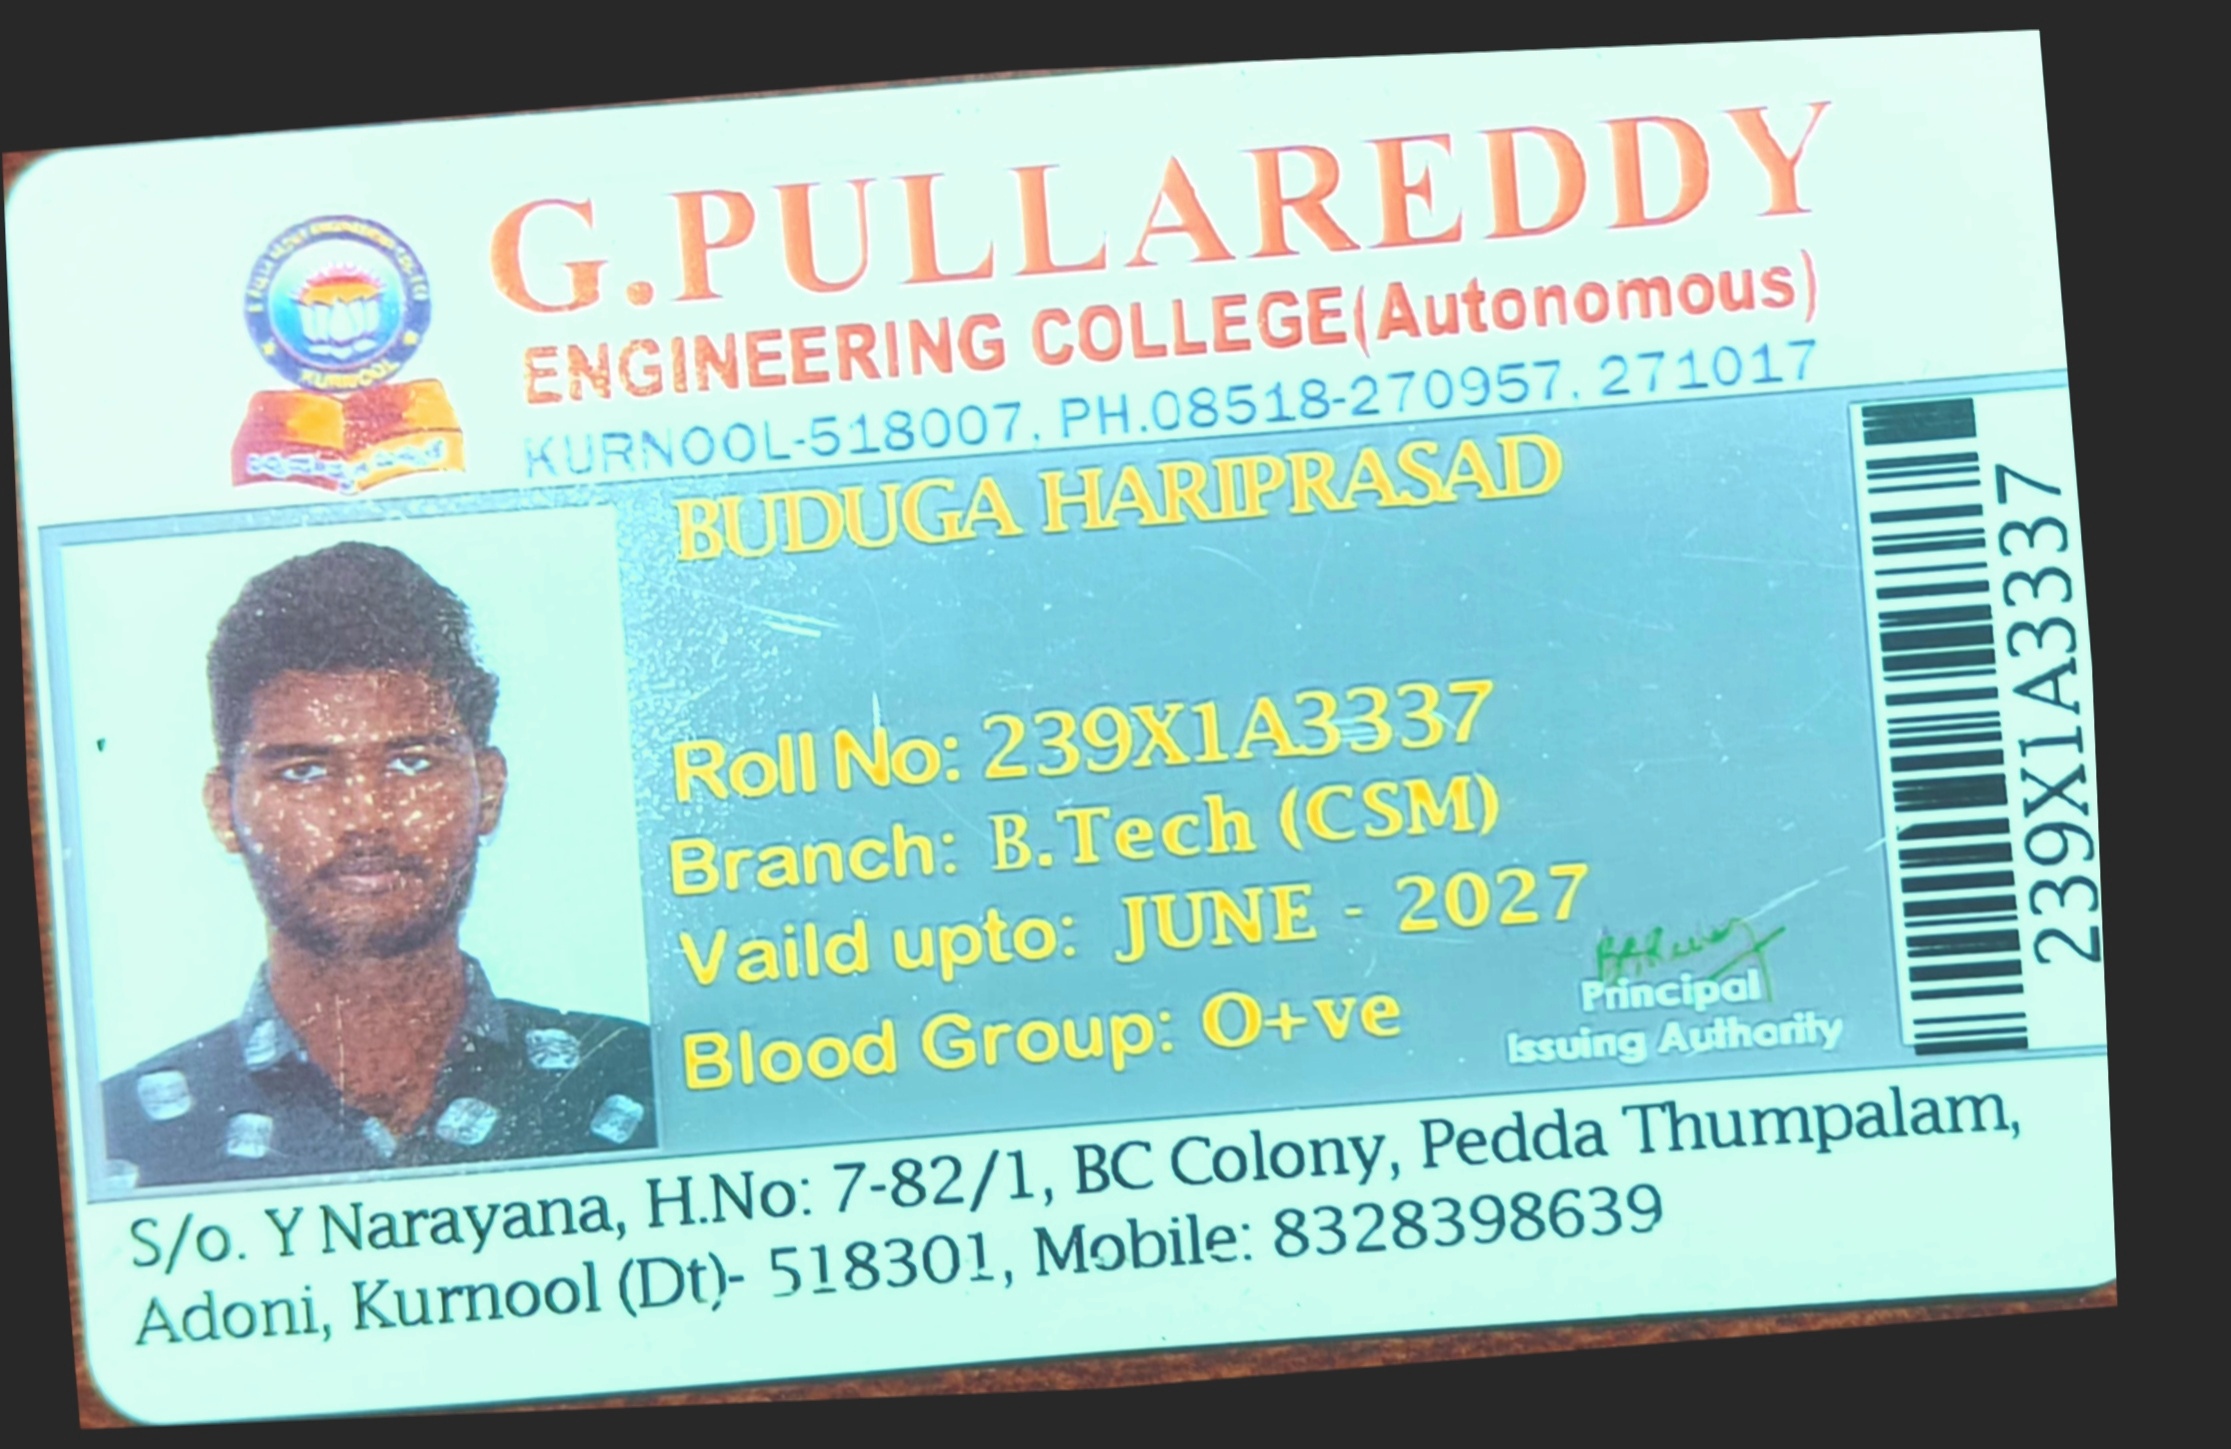 G.PULLAREDDY
ENGINEERING COLLEGE(Autonomous)
KURNOOL-518007, PH.08518-270957, 271017
KURNOOL
BUDUGA HARIPRASAD
Roll No: 239X1A3337
Branch: B.Tech (CSM)
Vaild upto: JUNE - 2027
Blood Group: O+ve
Principal
Issuing Authority
239X1A3337
S/o. Y Narayana, H.No: 7-82/1, BC Colony, Pedda Thumpalam,
Adoni, Kurnool (Dt)- 518301, Mobile: 8328398639